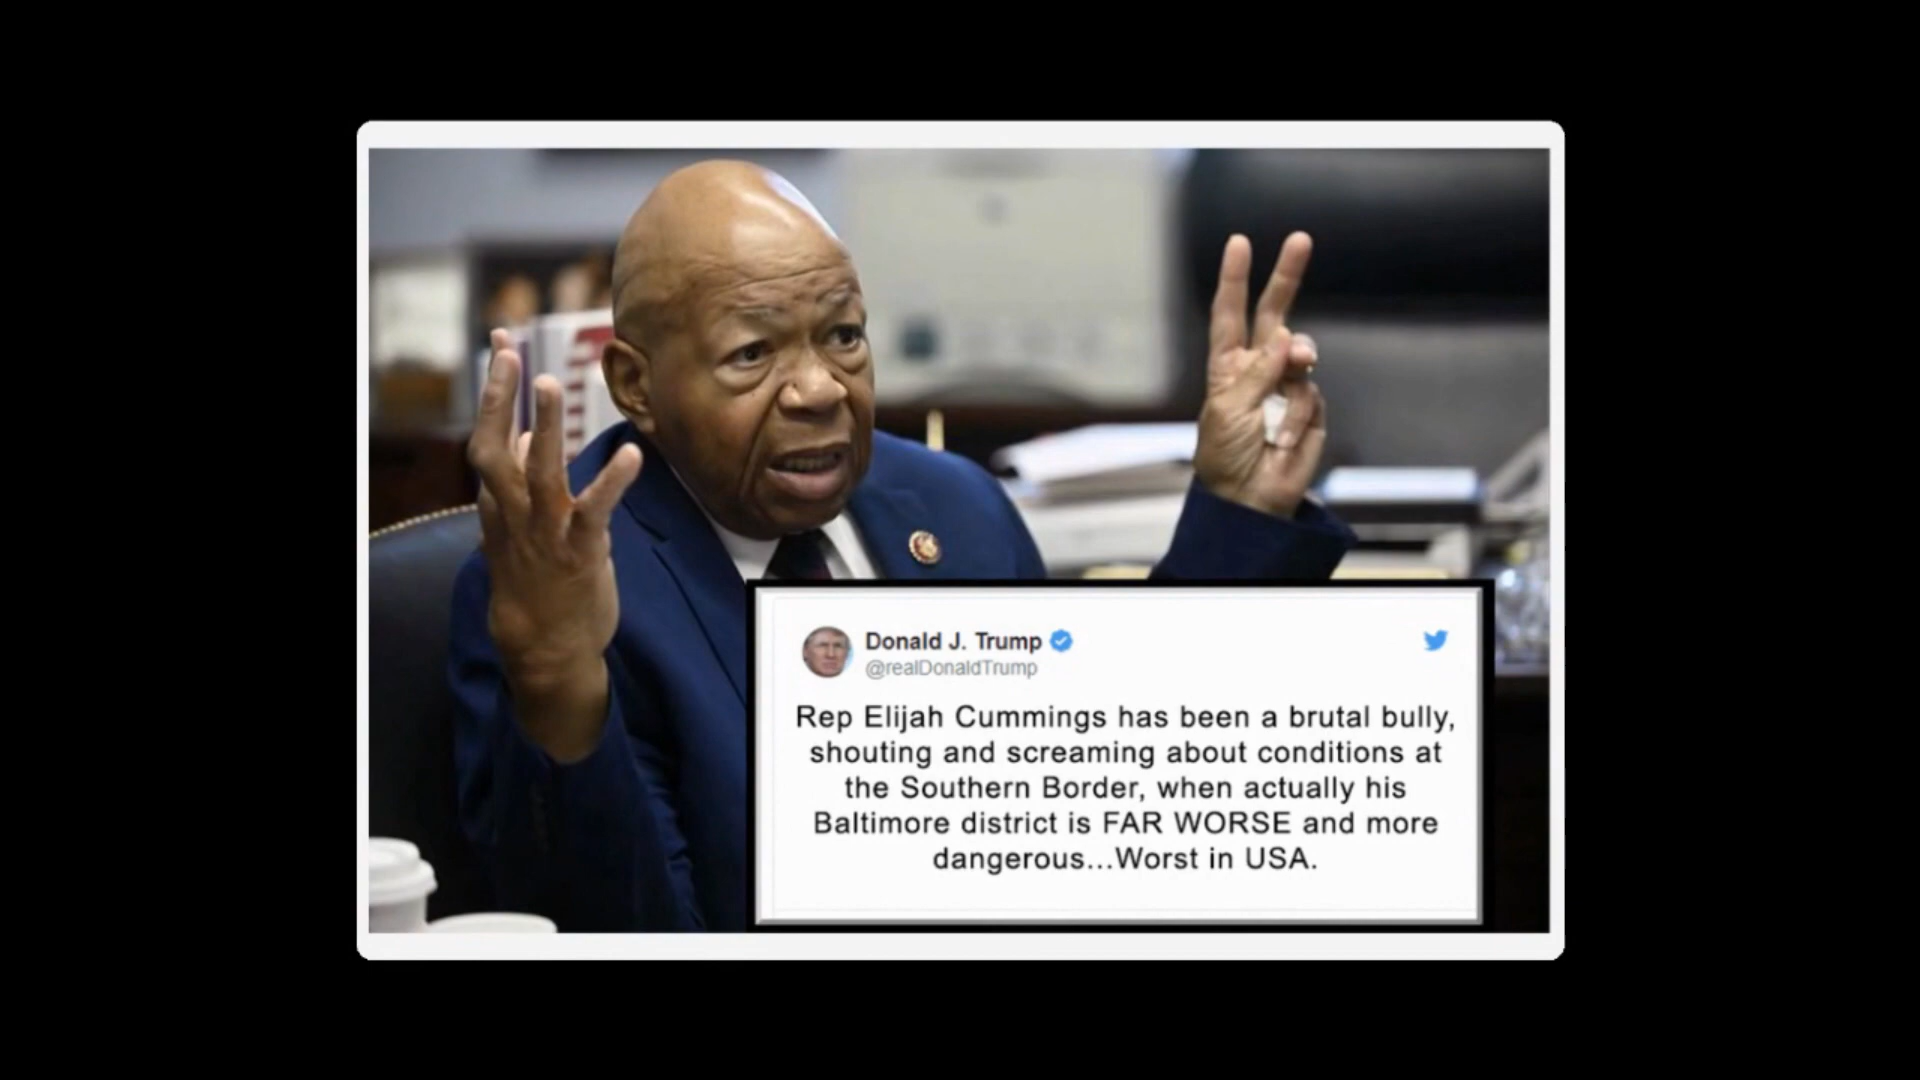 Donald J. Trump
@realDonaldTrump
Rep Elijah Cummings has been a brutal bully,
shouting and screaming about conditions at
the Southern Border, when actually his
Baltimore district is FAR WORSE and more
dangerous...Worst in USA.